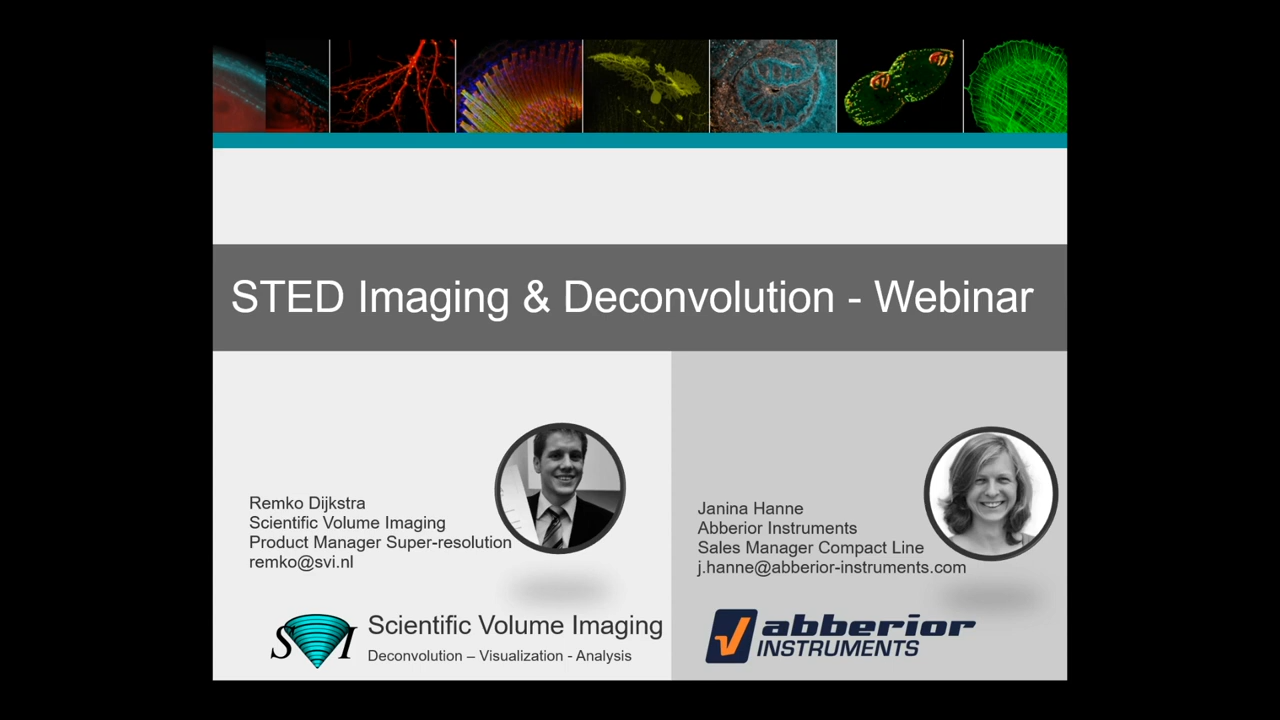 STED Imaging & Deconvolution - Webinar
Remko Dijkstra
Scientific Volume Imaging
Product Manager Super-resolution
remko@svi.nl
Janina Hanne
Abberior Instruments
Sales Manager Compact Line
j.hanne@abberior-instruments.com
SVI
Scientific Volume Imaging
Deconvolution – Visualization - Analysis
abberior
INSTRUMENTS